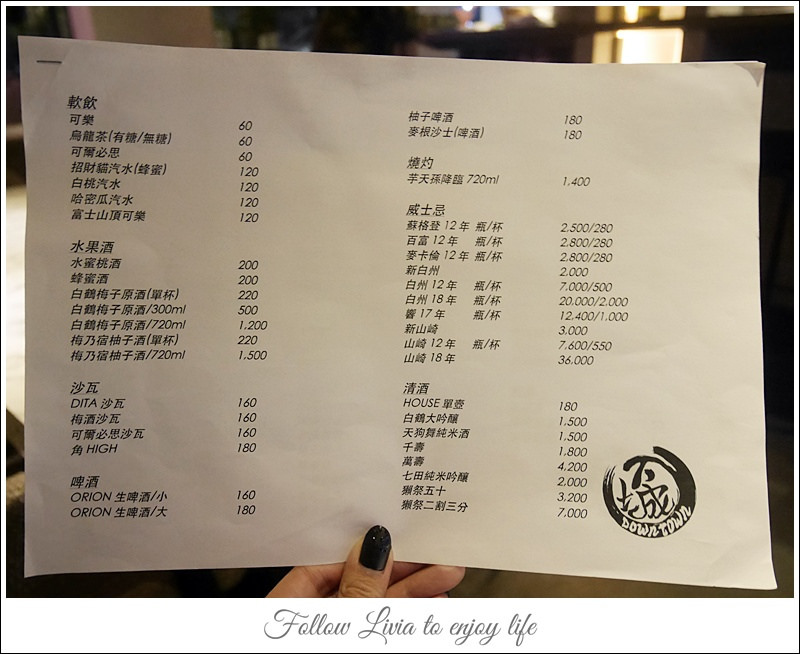 軟飲
可樂 60
烏龍茶(有糖/無糖) 60
可爾必思 60
招財貓汽水(蜂蜜) 120
白桃汽水 120
哈密瓜汽水 120
富士山頂可樂 120
水果酒
水蜜桃酒 200
蜂蜜酒 200
白鶴梅子原酒(單杯) 220
白鶴梅子原酒/300ml 500
白鶴梅子原酒/720ml 1,200
梅乃宿柚子酒(單杯) 220
梅乃宿柚子酒/720ml 1,500
沙瓦
DITA 沙瓦 160
梅酒沙瓦 160
可爾必思沙瓦 160
角 HIGH 180
啤酒
ORION 生啤酒/小 160
ORION 生啤酒/大 180
柚子啤酒 180
麥根沙士(啤酒) 180
燒灼
芋天孫降臨 720ml 1,400
威士忌
蘇格登 12 年 瓶/杯 2,500/280
百富 12 年 瓶/杯 2,800/280
麥卡倫 12 年 瓶/杯 2,800/280
新白州 2,000
白州 12 年 瓶/杯 7,000/500
白州 18 年 瓶/杯 20,000/2,000
響 17 年 瓶/杯 12,400/1,000
新山崎 3,000
山崎 12 年 瓶/杯 7,600/550
山崎 18 年 36,000
清酒
HOUSE 單壺 180
白鶴大吟釀 1,500
天狗舞純米酒 1,500
千壽 1,800
萬壽 4,200
七田純米吟釀 2,000
獺祭五十 3,200
獺祭二割三分 7,000
下城
DOWNTOWN
Follow Livia to enjoy life